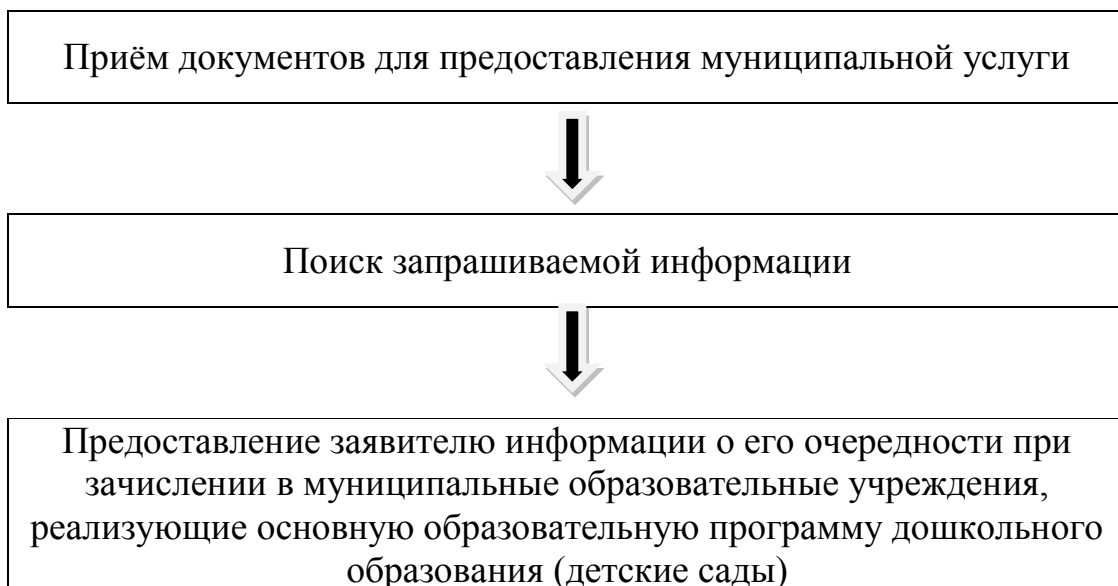 Приём документов для предоставления муниципальной услуги
Поиск запрашиваемой информации
Предоставление заявителю информации о его очередности при
зачислении в муниципальные образовательные учреждения,
реализующие основную образовательную программу дошкольного
образования (детские сады)